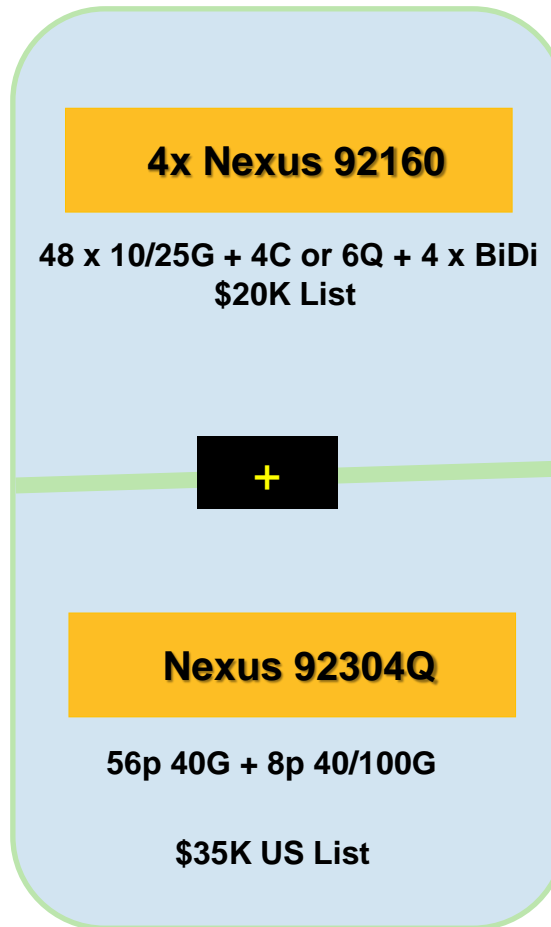 4x Nexus 92160
48 x 10/25G + 4C or 6Q + 4 x BiDi
$20K List
+
Nexus 92304Q
56p 40G + 8p 40/100G
$35K US List